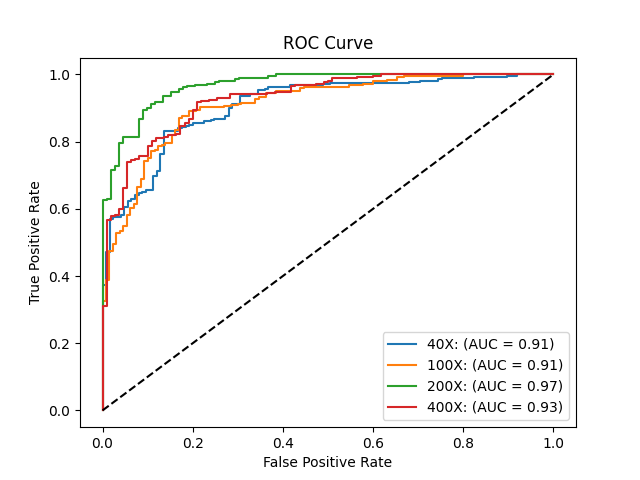 ROC Curve
True Positive Rate
1.0
0.8
0.6
0.4
0.2
0.0
0.0 0.2 0.4 0.6 0.8 1.0
False Positive Rate
40X: (AUC = 0.91)
100X: (AUC = 0.91)
200X: (AUC = 0.97)
400X: (AUC = 0.93)